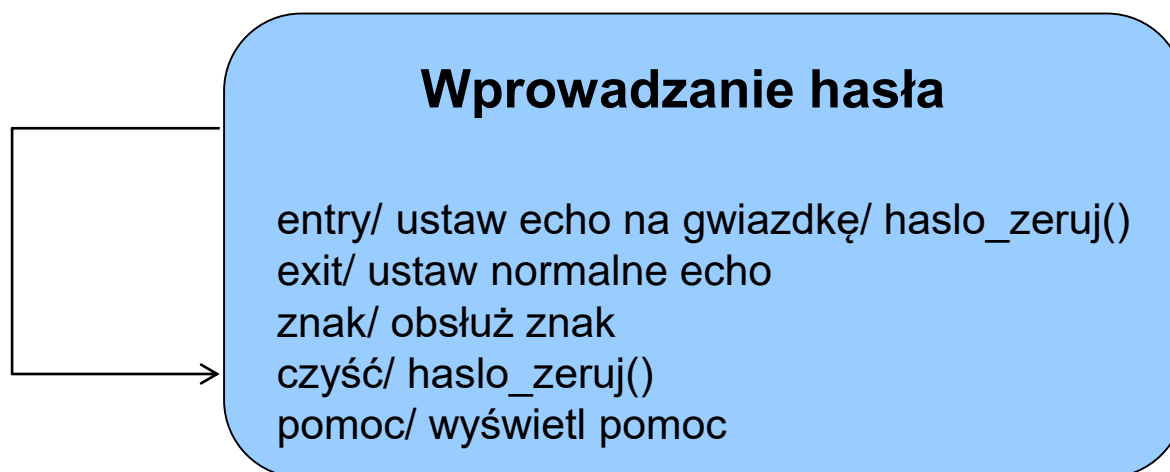 Wprowadzanie hasła
entry/ ustaw echo na gwiazdkę/ haslo_zeruj()
exit/ ustaw normalne echo
znak/ obsłuż znak
czyść/ haslo_zeruj()
pomoc/ wyświetl pomoc